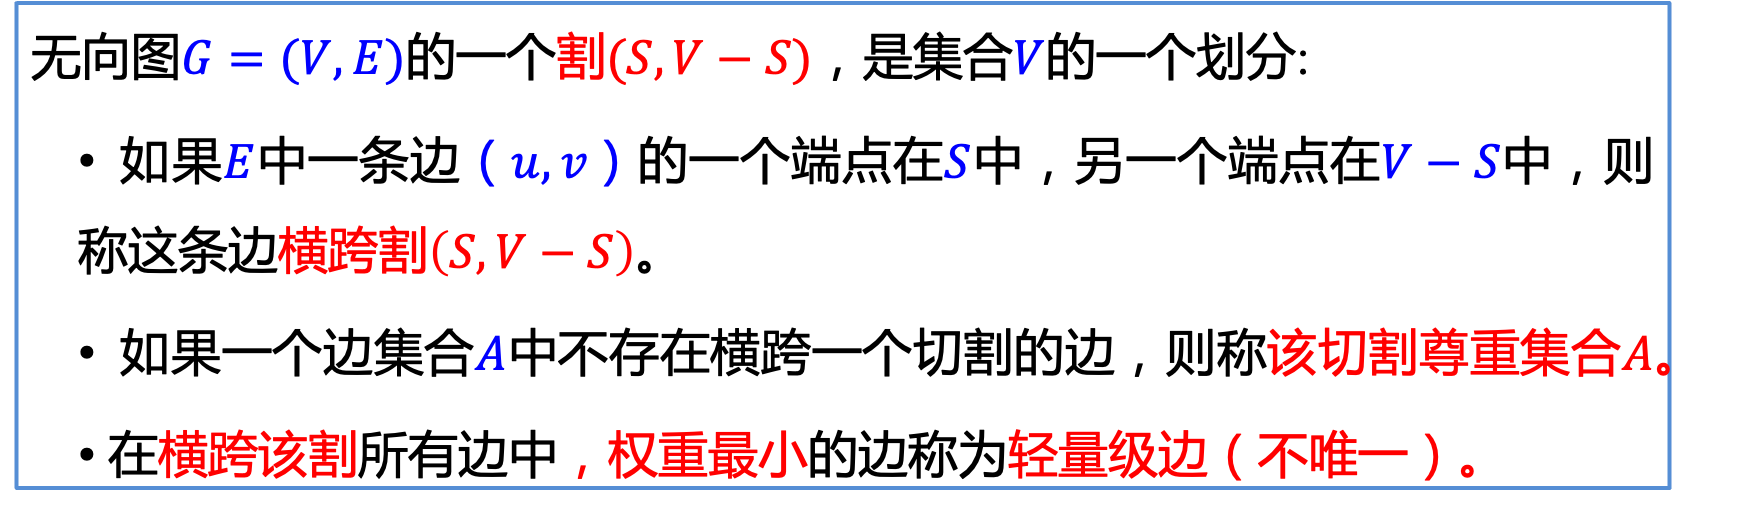 无向图G = (V, E)的一个割(S, V − S)，是集合V的一个划分:
• 如果E中一条边（u, v）的一个端点在S中，另一个端点在V − S中，则
称这条边横跨割(S, V − S)。
• 如果一个边集合A中不存在横跨一个切割的边，则称该切割尊重集合A。
• 在横跨该割所有边中，权重最小的边称为轻量级边（不唯一）。